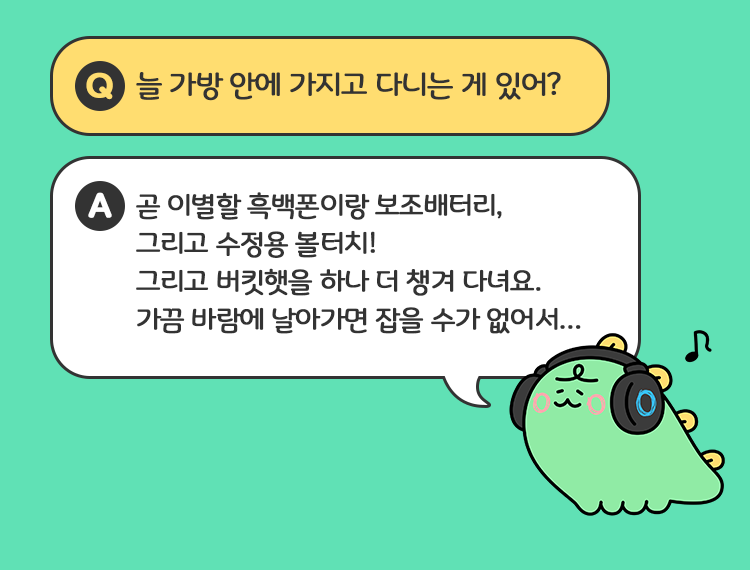 Q 늘 가방 안에 가지고 다니는 게 있어?
A 곧 이별할 흑백폰이랑 보조배터리,
그리고 수정용 볼터치!
그리고 버킷햇을 하나 더 챙겨 다녀요.
가끔 바람에 날아가면 잡을 수가 없어서...